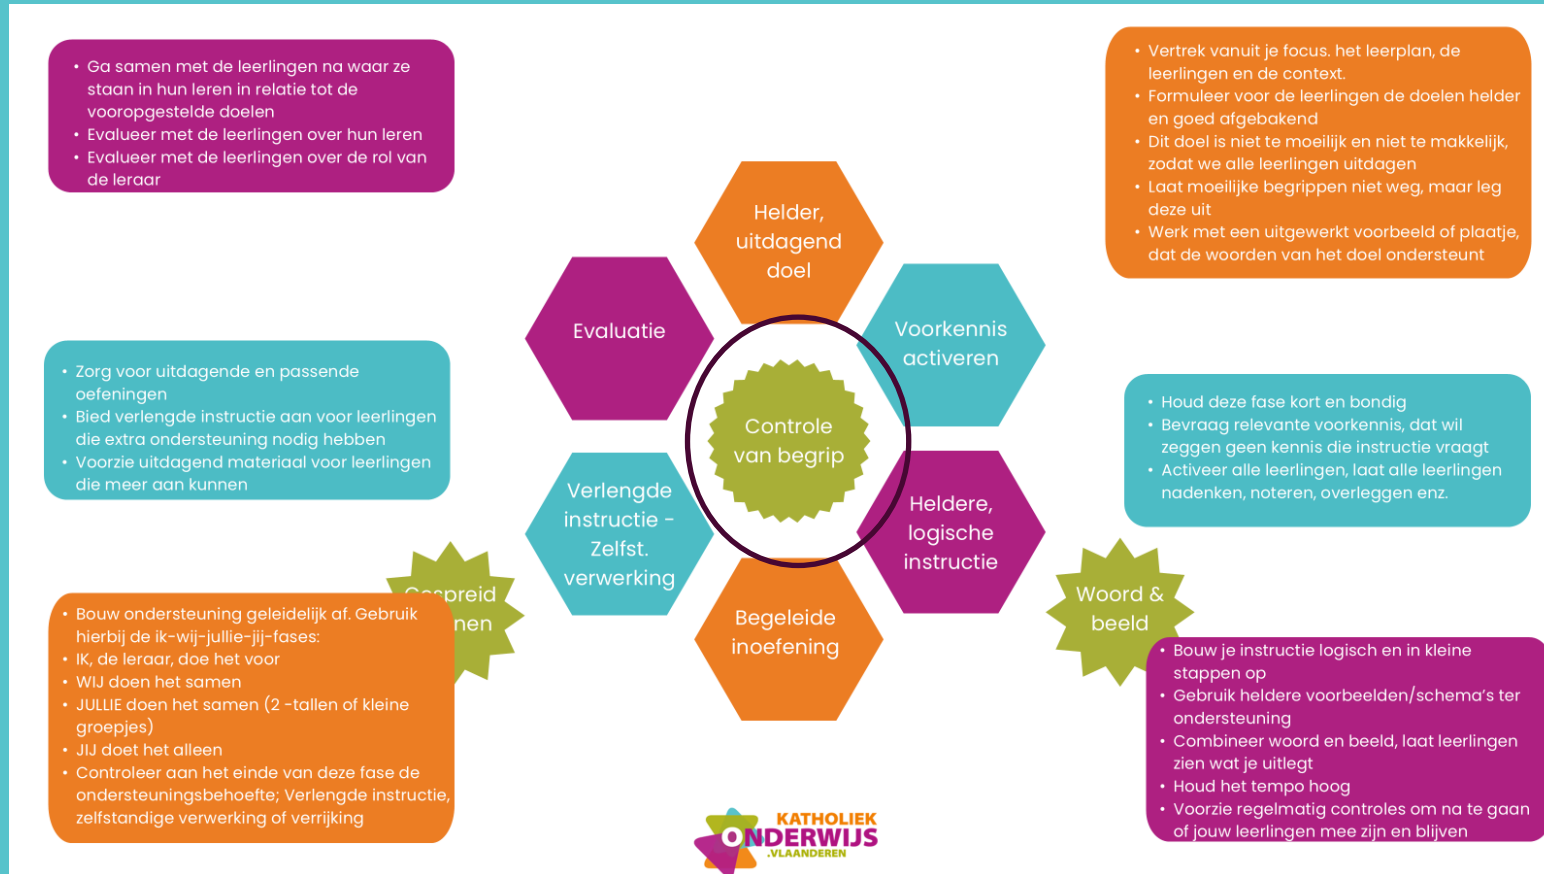 • Ga samen met de leerlingen na waar ze
staan in hun leren in relatie tot de
vooropgestelde doelen
• Evalueer met de leerlingen over hun leren
• Evalueer met de leerlingen over de rol van
de leraar
• Vertrek vanuit je focus. het leerplan, de
leerlingen en de context.
• Formuleer voor de leerlingen de doelen helder
en goed afgebakend
• Dit doel is niet te moeilijk en niet te makkelijk,
zodat we alle leerlingen uitdagen
• Laat moeilijke begrippen niet weg, maar leg
deze uit
• Werk met een uitgewerkt voorbeeld of plaatje,
dat de woorden van het doel ondersteunt
Helder,
uitdagend
doel
Evaluatie
Voorkennis
activeren
Controle
van begrip
• Zorg voor uitdagende en passende
oefeningen
• Bied verlengde instructie aan voor leerlingen
die extra ondersteuning nodig hebben
• Voorzie uitdagend materiaal voor leerlingen
die meer aan kunnen
• Houd deze fase kort en bondig
• Bevraag relevante voorkennis, dat wil
zeggen geen kennis die instructie vraagt
• Activeer alle leerlingen, laat alle leerlingen
nadenken, noteren, overleggen enz.
Verlengde
instructie -
Zelfst.
verwerking
Heldere,
logische
instructie
Begeleide
inoefening
Woord &
beeld
• Bouw ondersteuning geleidelijk af. Gebruik
hierbij de ik-wij-jullie-jij-fases:
• IK, de leraar, doe het voor
• WIJ doen het samen
• JULLIE doen het samen (2 -tallen of kleine
groepjes)
• JIJ doet het alleen
• Controleer aan het einde van deze fase de
ondersteuningsbehoefte; Verlengde instructie,
zelfstandige verwerking of verrijking
• Bouw je instructie logisch en in kleine
stappen op
• Gebruik heldere voorbeelden/schema's ter
ondersteuning
• Combineer woord en beeld, laat leerlingen
zien wat je uitlegt
• Houd het tempo hoog
• Voorzie regelmatig controles om na te gaan
of jouw leerlingen mee zijn en blijven
KATHOLIEK
ONDERWIJS
.VLAANDEREN